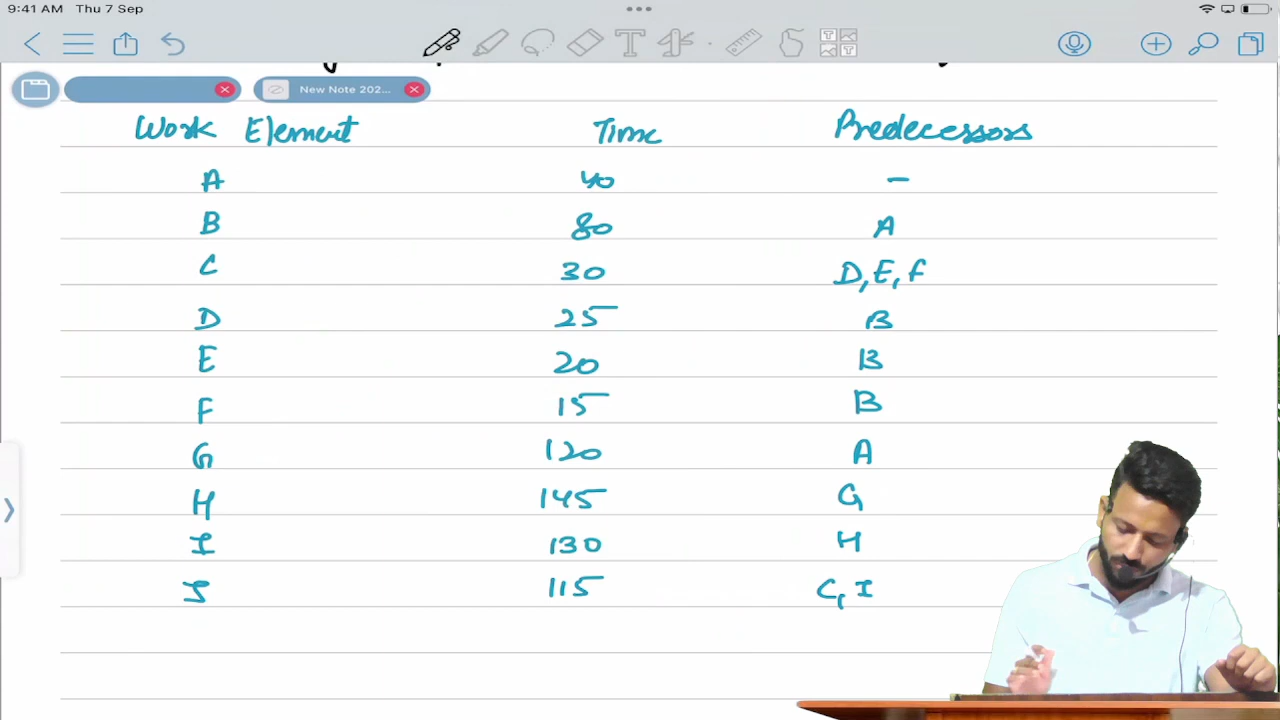 9:41 AM Thu 7 Sep
New Note 202...
Work Element Time Predecessors
A 40 -
B 80 A
C 30 D, E, F
D 25 B
E 20 B
F 15 B
G 120 A
H 145 G
I 130 H
J 115 C, I